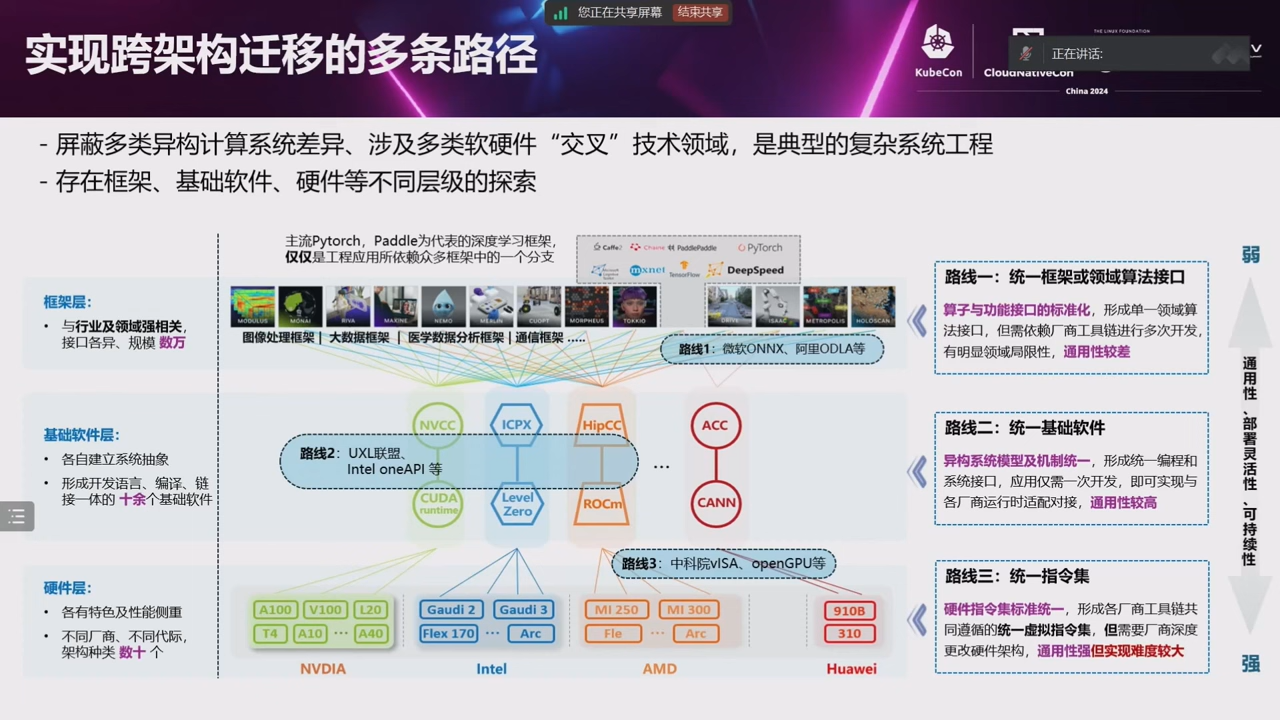 您正在共享屏幕 结束共享
实现跨架构迁移的多条路径
KubeCon
CloudNativeCon
THE LINUX FOUNDATION
正在讲话:
China 2024
- 屏蔽多类异构计算系统差异、涉及多类软硬件“交叉”技术领域，是典型的复杂系统工程
- 存在框架、基础软件、硬件等不同层级的探索
主流Pytorch，Paddle为代表的深度学习框架，
仅仅是工程应用所依赖众多框架中的一个分支
Caffe2 Chainer PaddlePaddle PyTorch
mxnet TensorFlow DeepSpeed
框架层：
• 与行业及领域强相关，
接口各异、规模 数万
MODULUS MONAI RIVA MAXINE NEMO MERLIN CUOPT MORPHEUS TOKKIO DRIVE ISAAC METROPOLIS HOLOSCAN
图像处理框架 | 大数据框架 | 医学数据分析框架 | 通信框架 .....
路线1：微软ONNX、阿里ODLA等
基础软件层：
• 各自建立系统抽象
• 形成开发语言、编译、链
接一体的 十余个基础软件
NVCC ICPX HipCC ACC
路线2：UXL联盟、
Intel oneAPI 等
...
CUDA
runtime
Level
Zero
ROCm CANN
路线3：中科院vISA、openGPU等
硬件层：
• 各有特色及性能侧重
• 不同厂商、不同代际，
架构种类 数十 个
A100 V100 L20
T4 A10 ··· A40
NVDIA
Gaudi 2 Gaudi 3
Flex 170 ··· Arc
Intel
MI 250 MI 300
Fle ··· Arc
AMD
910B
310
Huawei
路线一：统一框架或领域算法接口
算子与功能接口的标准化，形成单一领域算
法接口，但需依赖厂商工具链进行多次开发，
有明显领域局限性，通用性较差
路线二：统一基础软件
异构系统模型及机制统一，形成统一编程和
系统接口，应用仅需一次开发，即可实现与
各厂商运行时适配对接，通用性较高
路线三：统一指令集
硬件指令集标准统一，形成各厂商工具链共
同遵循的统一虚拟指令集，但需要厂商深度
更改硬件架构，通用性强但实现难度较大
弱
通用性、部署灵活性、可持续性
强